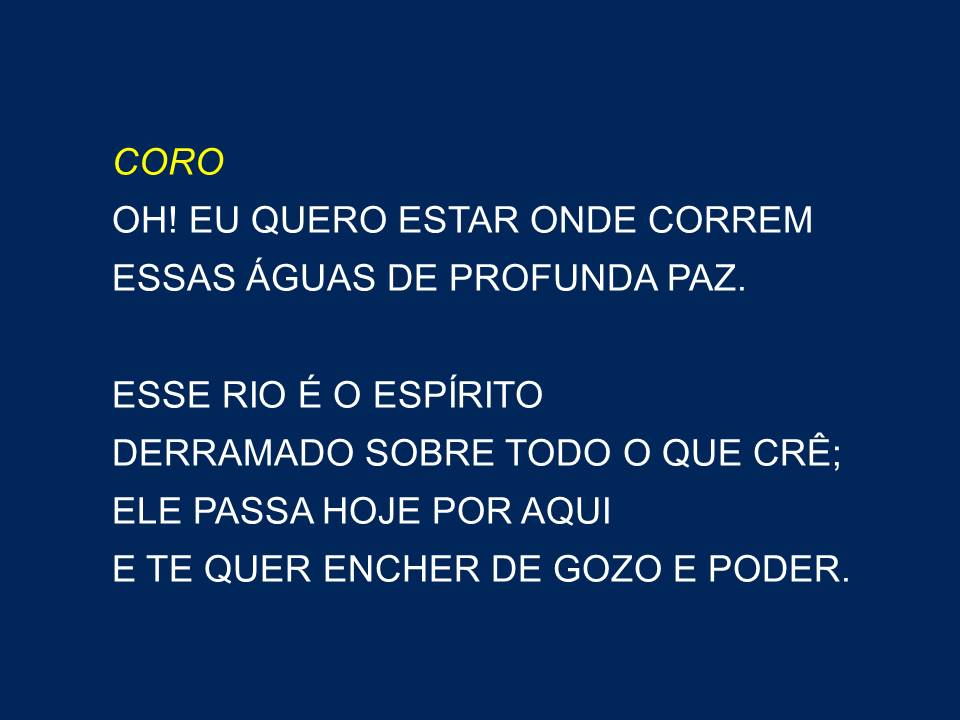 CORO
OH! EU QUERO ESTAR ONDE CORREM
ESSAS ÁGUAS DE PROFUNDA PAZ.
ESSE RIO É O ESPÍRITO
DERRAMADO SOBRE TODO O QUE CRÊ;
ELE PASSA HOJE POR AQUI
E TE QUER ENCHER DE GOZO E PODER.